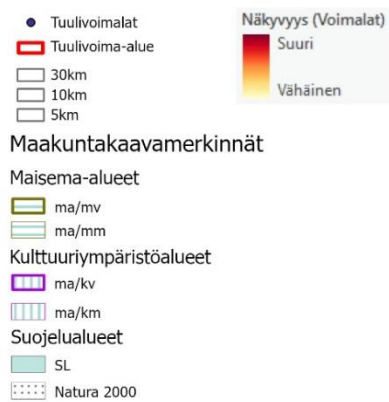 Tuulivoimalat
Tuulivoima-alue
30km
10km
5km
Maakuntakaavamerkinnät
Maisema-alueet
ma/mv
ma/mm
Kulttuuriympäristöalueet
ma/kv
ma/km
Suojelualueet
SL
Natura 2000
Näkyvyys (Voimalat)
Suuri
Vähäinen